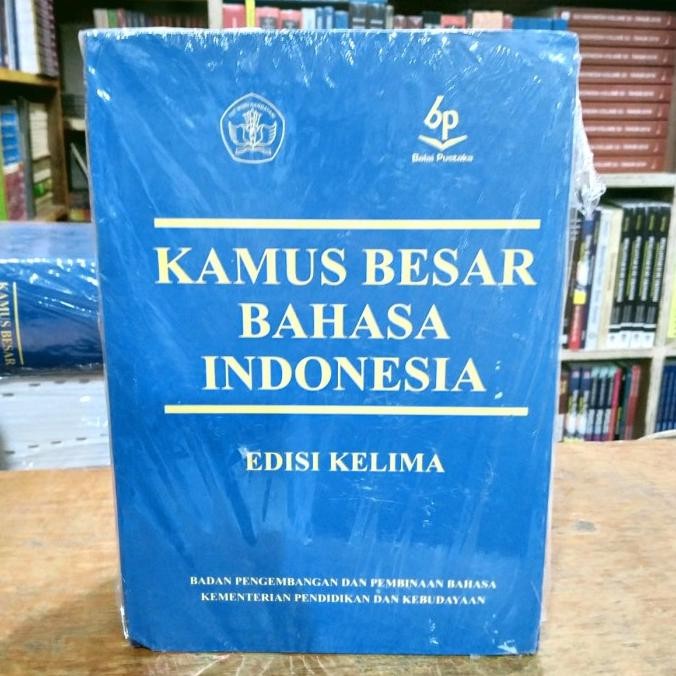 Balai Pustaka
KAMUS BESAR
BAHASA
INDONESIA
EDISI KELIMA
BADAN PENGEMBANGAN DAN PEMBINAAN BAHASA
KEMENTERIAN PENDIDIKAN DAN KEBUDAYAAN
KAMUS BESAR